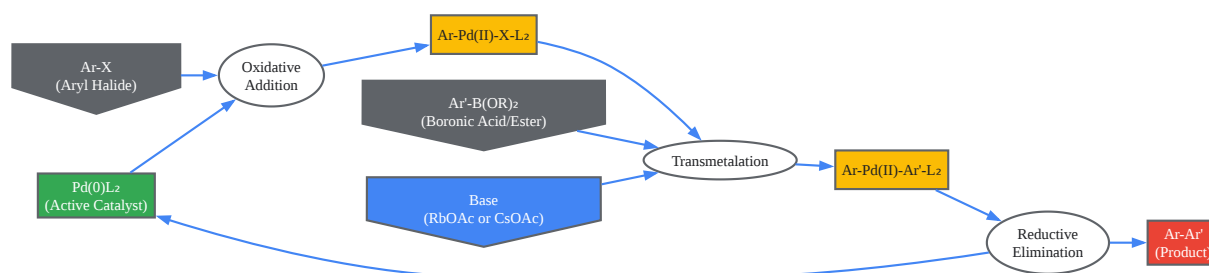 Ar-X
(Aryl Halide)
Oxidative
Addition
Ar-Pd(II)-X-L₂
Ar'-B(OR)₂
(Boronic Acid/Ester)
Transmetalation
Ar-Pd(II)-Ar'-L₂
Pd(0)L₂
(Active Catalyst)
Base
(RbOAc or CsOAc)
Reductive
Elimination
Ar-Ar'
(Product)